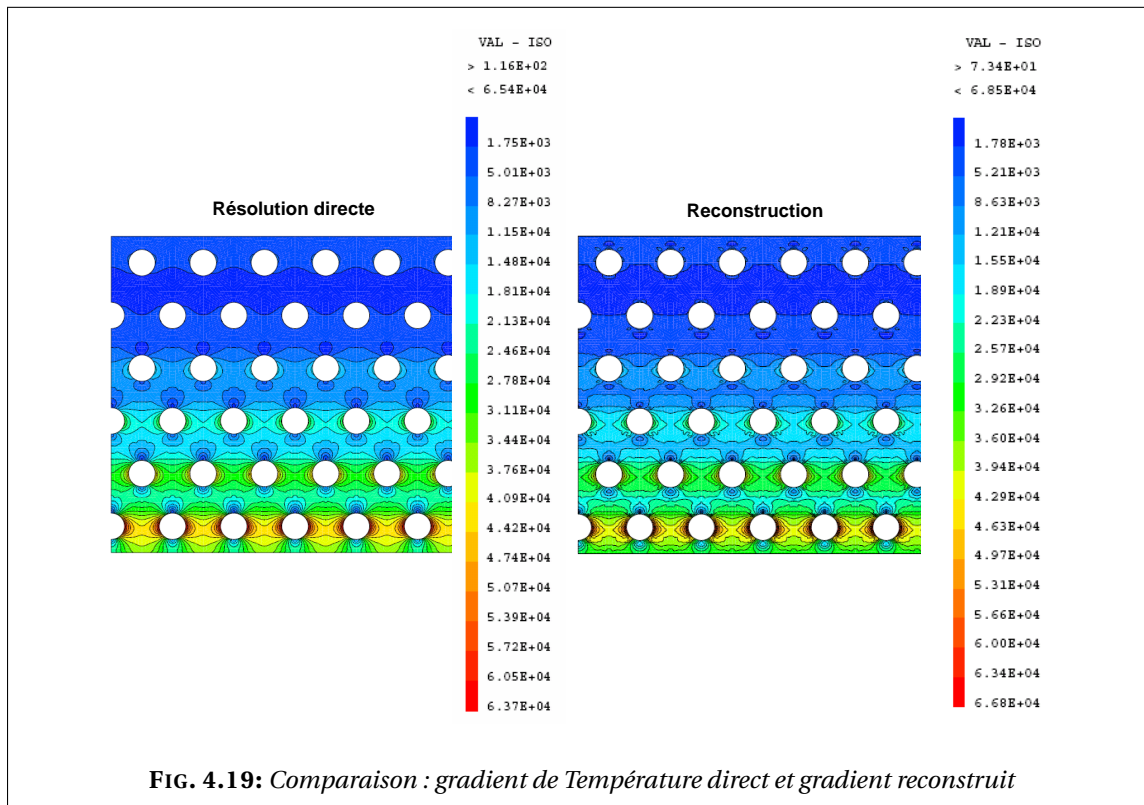 VAL - ISO
> 1.16E+02
< 6.54E+04
1.75E+03
5.01E+03
8.27E+03
1.15E+04
1.48E+04
1.81E+04
2.13E+04
2.46E+04
2.78E+04
3.11E+04
3.44E+04
3.76E+04
4.09E+04
4.42E+04
4.74E+04
5.07E+04
5.39E+04
5.72E+04
6.05E+04
6.37E+04
Résolution directe
VAL - ISO
> 7.34E+01
< 6.85E+04
1.78E+03
5.21E+03
8.63E+03
1.21E+04
1.55E+04
1.89E+04
2.23E+04
2.57E+04
2.92E+04
3.26E+04
3.60E+04
3.94E+04
4.29E+04
4.63E+04
4.97E+04
5.31E+04
5.66E+04
6.00E+04
6.34E+04
6.68E+04
Reconstruction
FIG. 4.19: Comparaison : gradient de Température direct et gradient reconstruit